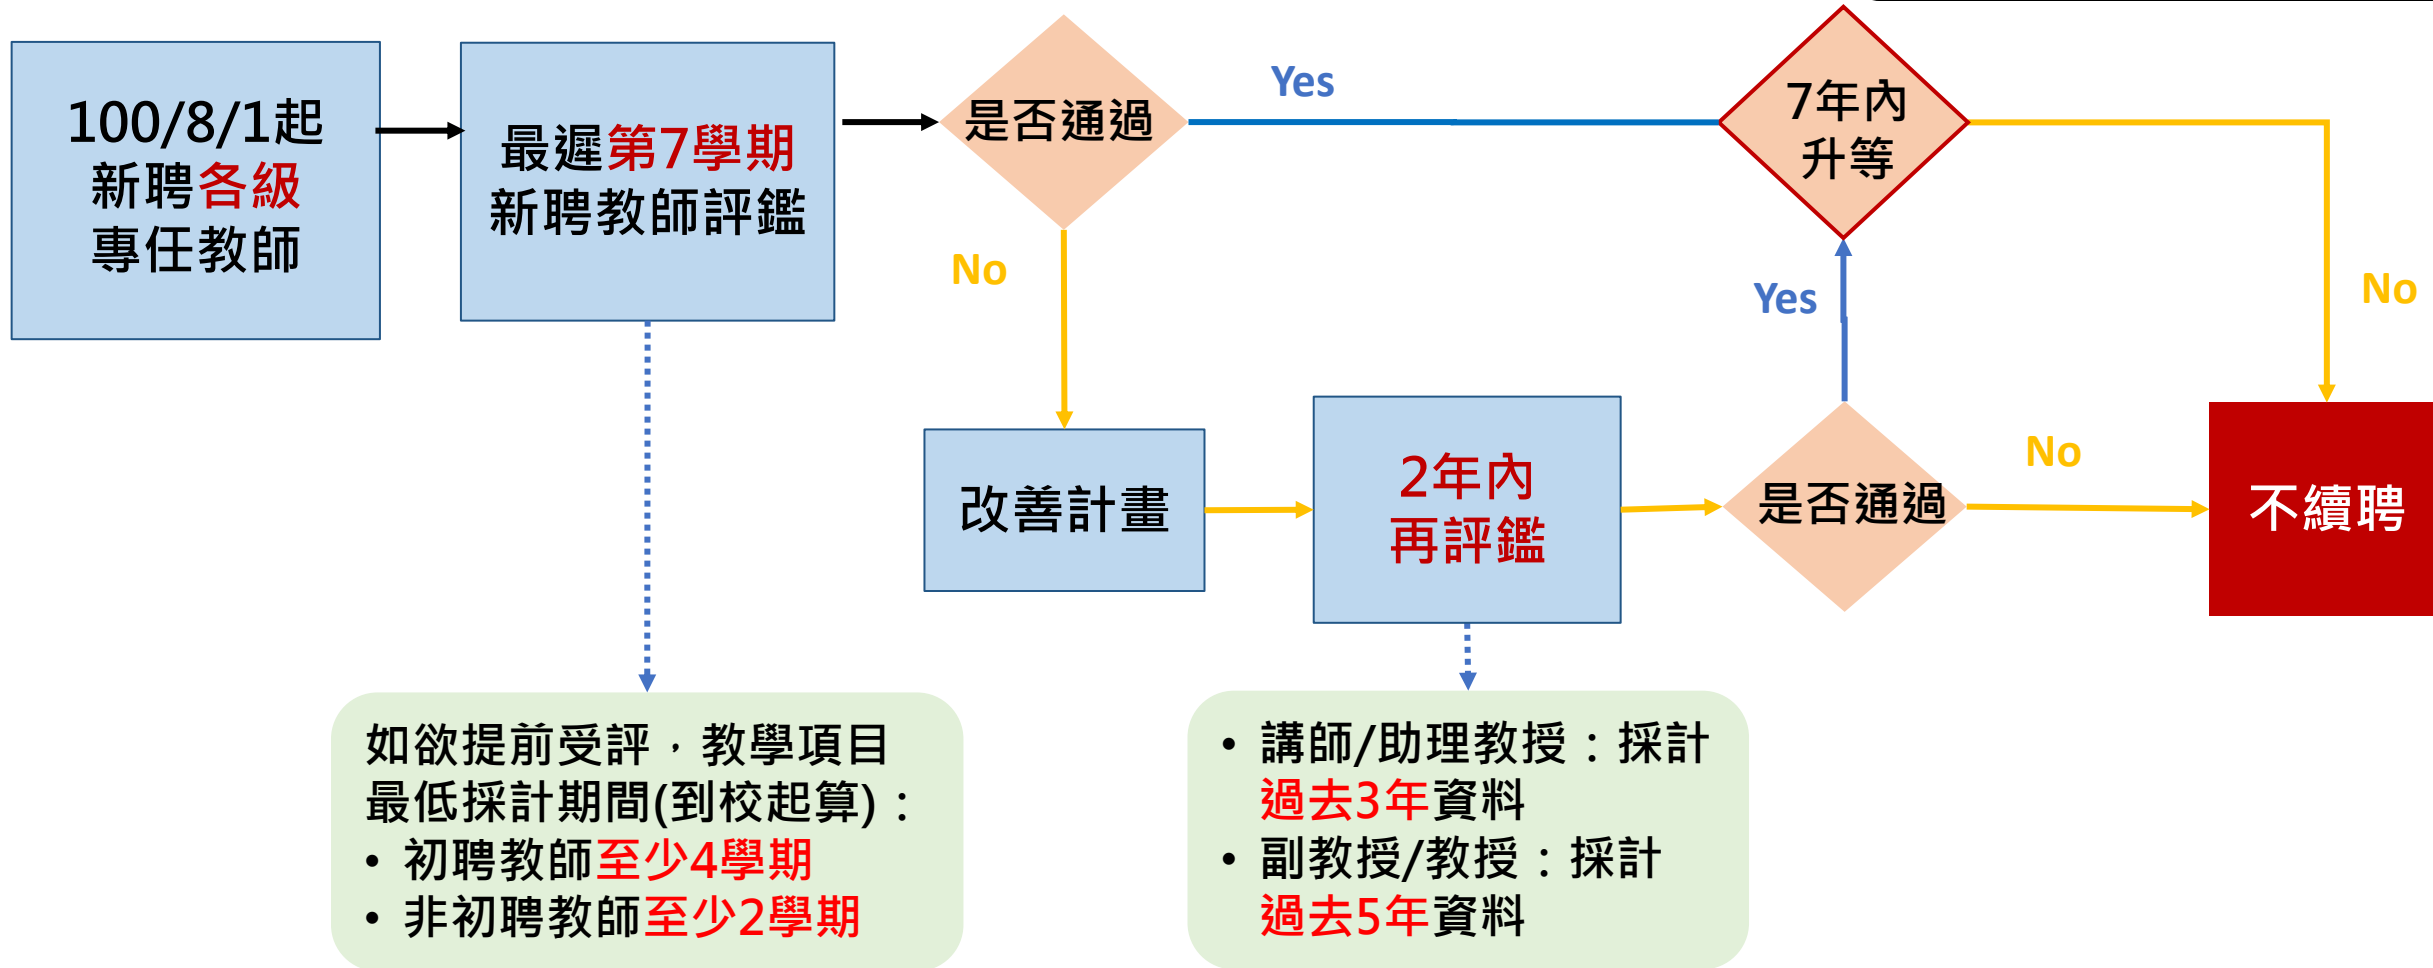 100/8/1起
新聘各級
專任教師
最遲第7學期
新聘教師評鑑
是否通過
Yes
7年內
升等
No
No
Yes
改善計畫
2年內
再評鑑
是否通過
No
不續聘
如欲提前受評，教學項目
最低採計期間(到校起算)：
• 初聘教師至少4學期
• 非初聘教師至少2學期
• 講師/助理教授：採計
過去3年資料
• 副教授/教授：採計
過去5年資料